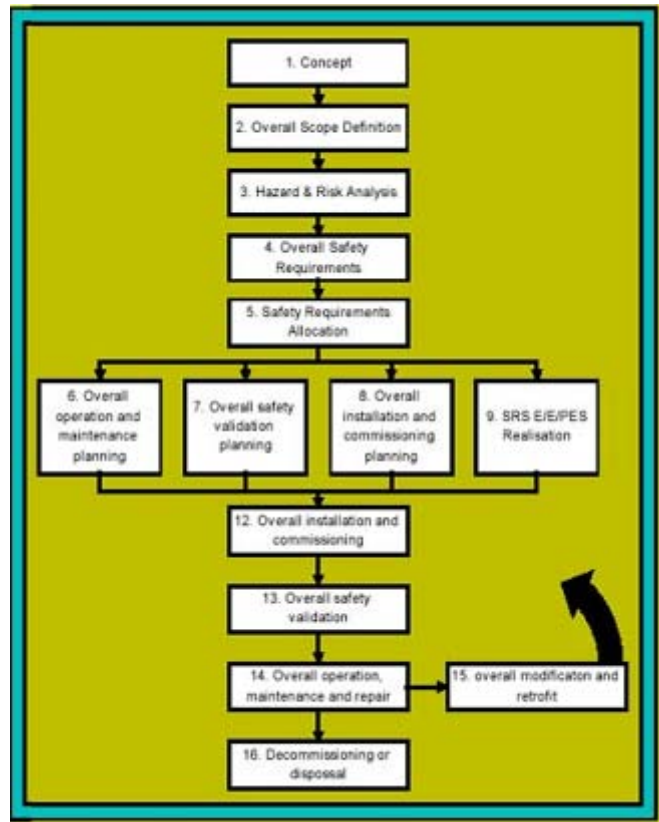 1. Concept
2. Overall Scope Definition
3. Hazard & Risk Analysis
4. Overall Safety
Requirements
5. Safety Requirements
Allocation
6. Overall
operation and
maintenance
planning
7. Overall safety
validation
planning
8. Overall
installation and
commissioning
planning
9. SRS E/E/PES
Realisation
12. Overall installation and
commissioning
13. Overall safety
validation
14. Overall operation,
maintenance and repair
15. overall modificaton and
retrofit
16. Decommissioning or
dispossal